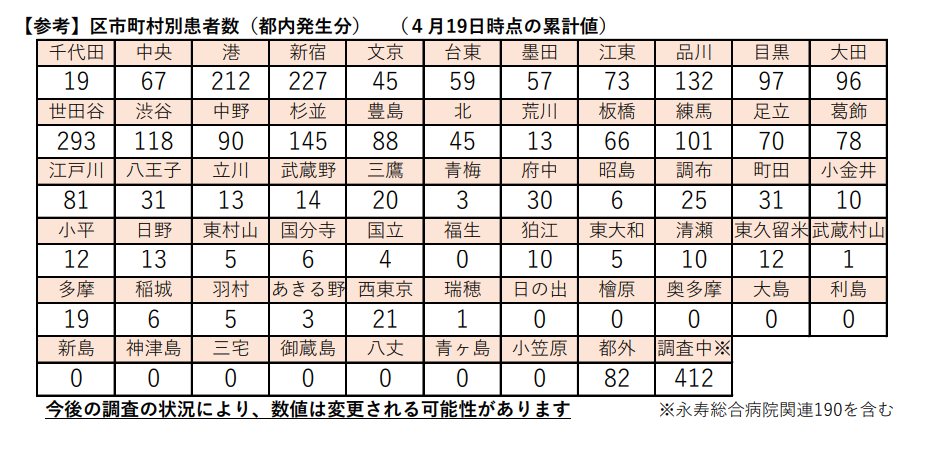 【参考】区市町村別患者数（都内発生分） （４月19日時点の累計値）
千代田 中央 港 新宿 文京 台東 墨田 江東 品川 目黒 大田
19 67 212 227 45 59 57 73 132 97 96
世田谷 渋谷 中野 杉並 豊島 北 荒川 板橋 練馬 足立 葛飾
293 118 90 145 88 45 13 66 101 70 78
江戸川 八王子 立川 武蔵野 三鷹 青梅 府中 昭島 調布 町田 小金井
81 31 13 14 20 3 30 6 25 31 10
小平 日野 東村山 国分寺 国立 福生 狛江 東大和 清瀬 東久留米 武蔵村山
12 13 5 6 4 0 10 5 10 12 1
多摩 稲城 羽村 あきる野 西東京 瑞穂 日の出 檜原 奥多摩 大島 利島
19 6 5 3 21 1 0 0 0 0 0
新島 神津島 三宅 御蔵島 八丈 青ヶ島 小笠原 都外 調査中※
0 0 0 0 0 0 0 82 412
今後の調査の状況により、数値は変更される可能性があります ※永寿総合病院関連190を含む